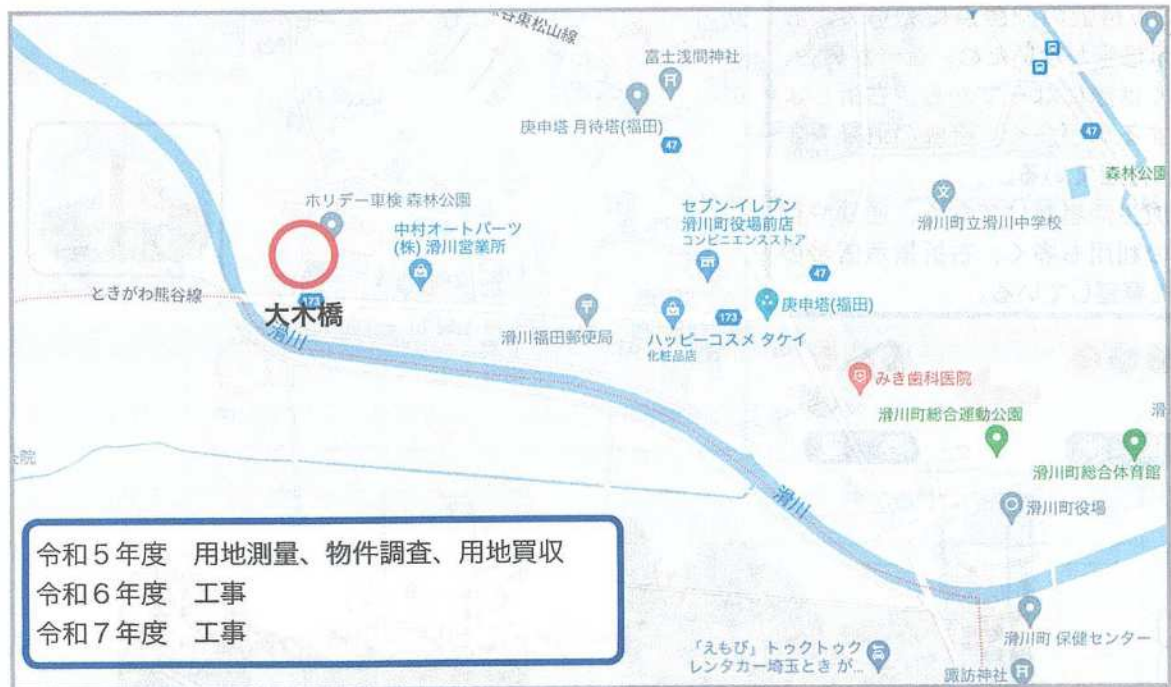 谷東松山線
富士浅間神社
庚申塔 月待塔(福田)
47
47
森林公園
ホリデー車検 森林公園
中村オートパーツ
(株) 滑川営業所
セブン-イレブン
滑川町役場前店
コンビニエンスストア
滑川町立滑川中学校
ときがわ熊谷線
173
大木橋
滑川
47
庚申塔(福田)
滑川福田郵便局
173
ハッピーコスメ タケイ
化粧品店
みき歯科医院
滑川町総合運動公園
滑
滑川町総合体育館
院
滑川
滑川町役場
令和5年度 用地測量、物件調査、用地買収
令和6年度 工事
令和7年度 工事
滑川町 保健センター
「えもび」トゥクトゥク
レンタカー埼玉とき が...
諏訪神社